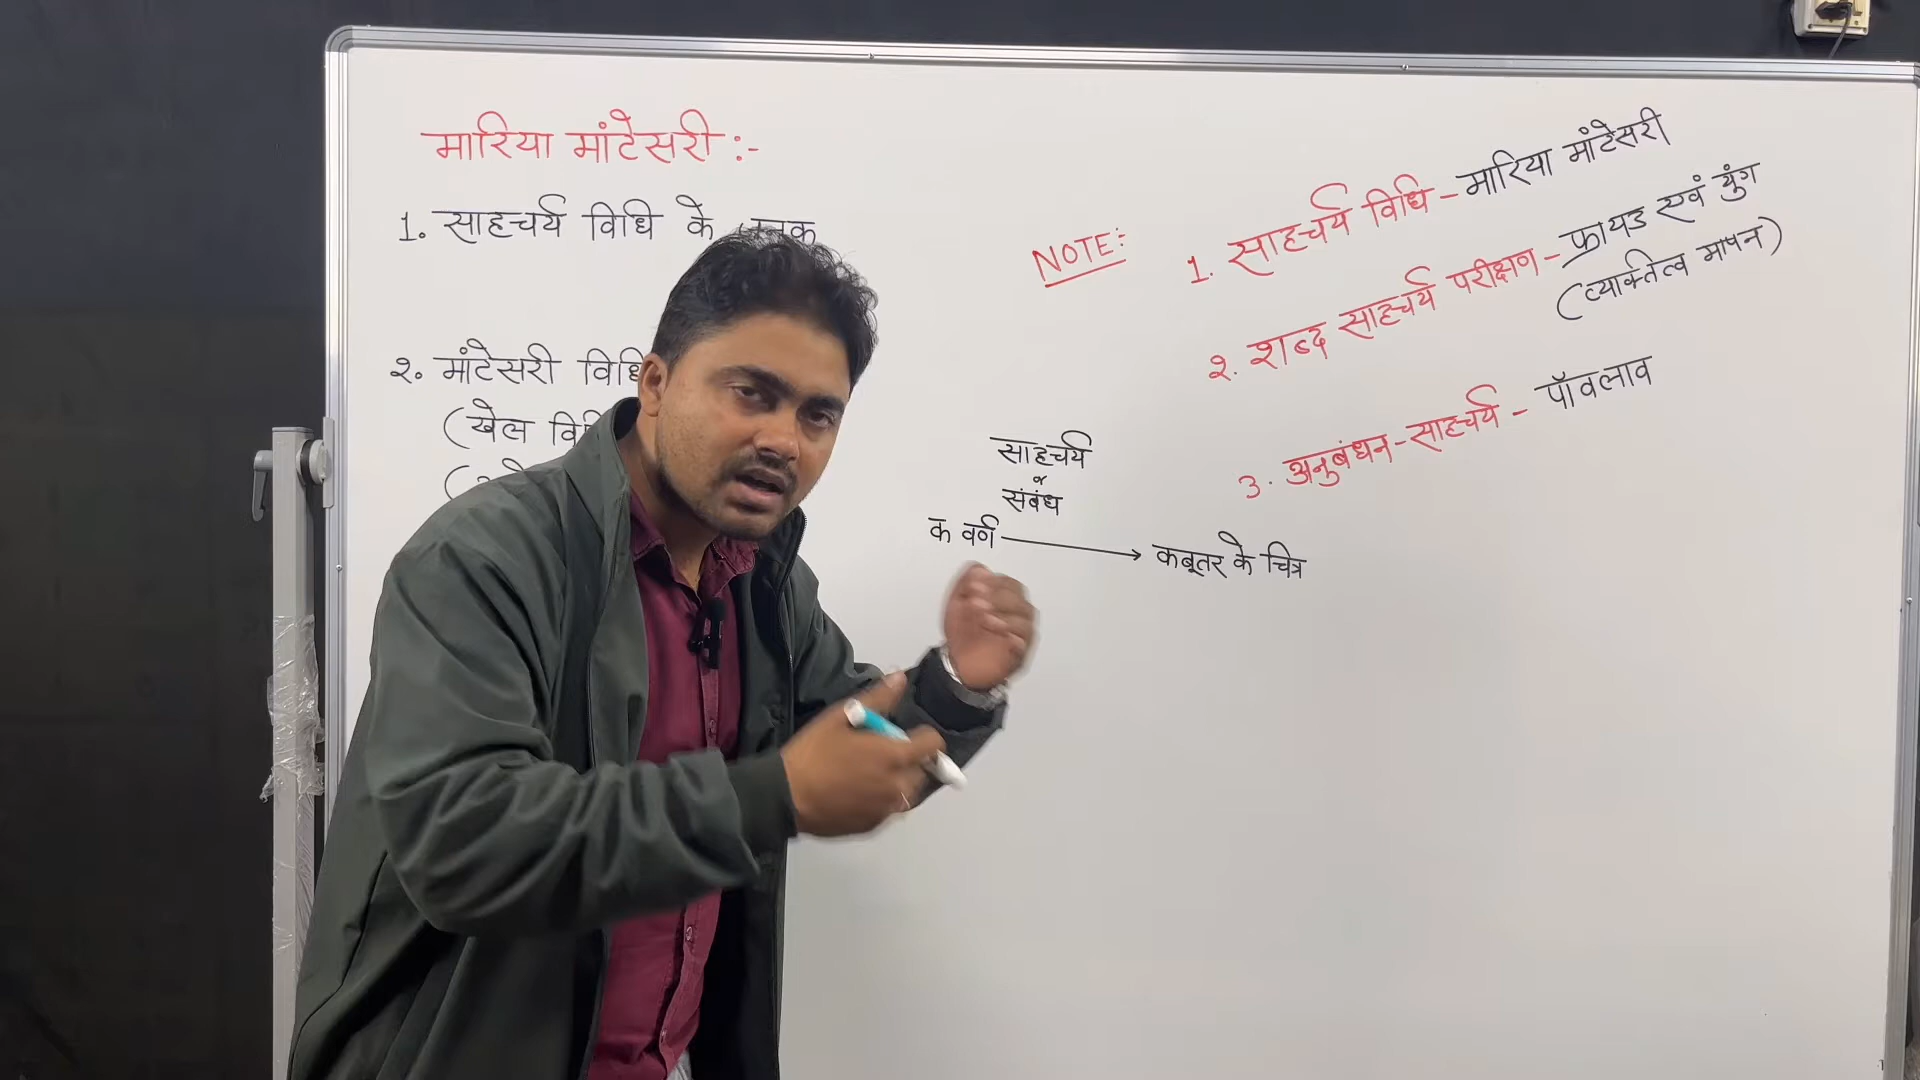 मारिया मांटेसरी :-
1. साहचर्य विधि के जनक
२. मांटेसरी विधि
(खेल
NOTE:
1. साहचर्य विधि - मारिया मांटेसरी
२. शब्द साहचर्य परीक्षण - फ्रायड एवं युंग
(व्यक्तित्व मापन)
3. अनुबंधन-साहचर्य - पॉवलाव
साहचर्य
or
संबंध
क वर्ण → कबूतर के चित्र